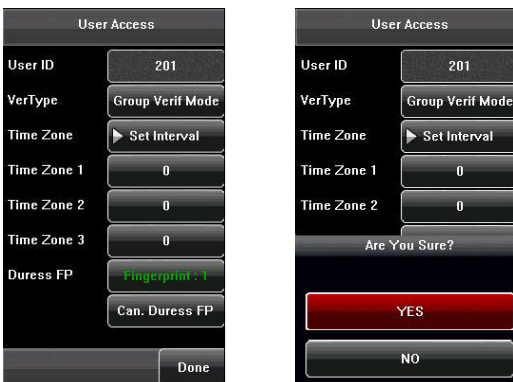 User Access
User ID 201
VerType Group Verif Mode
Time Zone Set Interval
Time Zone 1 0
Time Zone 2 0
Time Zone 3 0
Duress FP Fingerprint : 1
Can. Duress FP
Done
User Access
User ID 201
VerType Group Verif Mode
Time Zone Set Interval
Time Zone 1 0
Time Zone 2 0
Are You Sure?
YES
NO